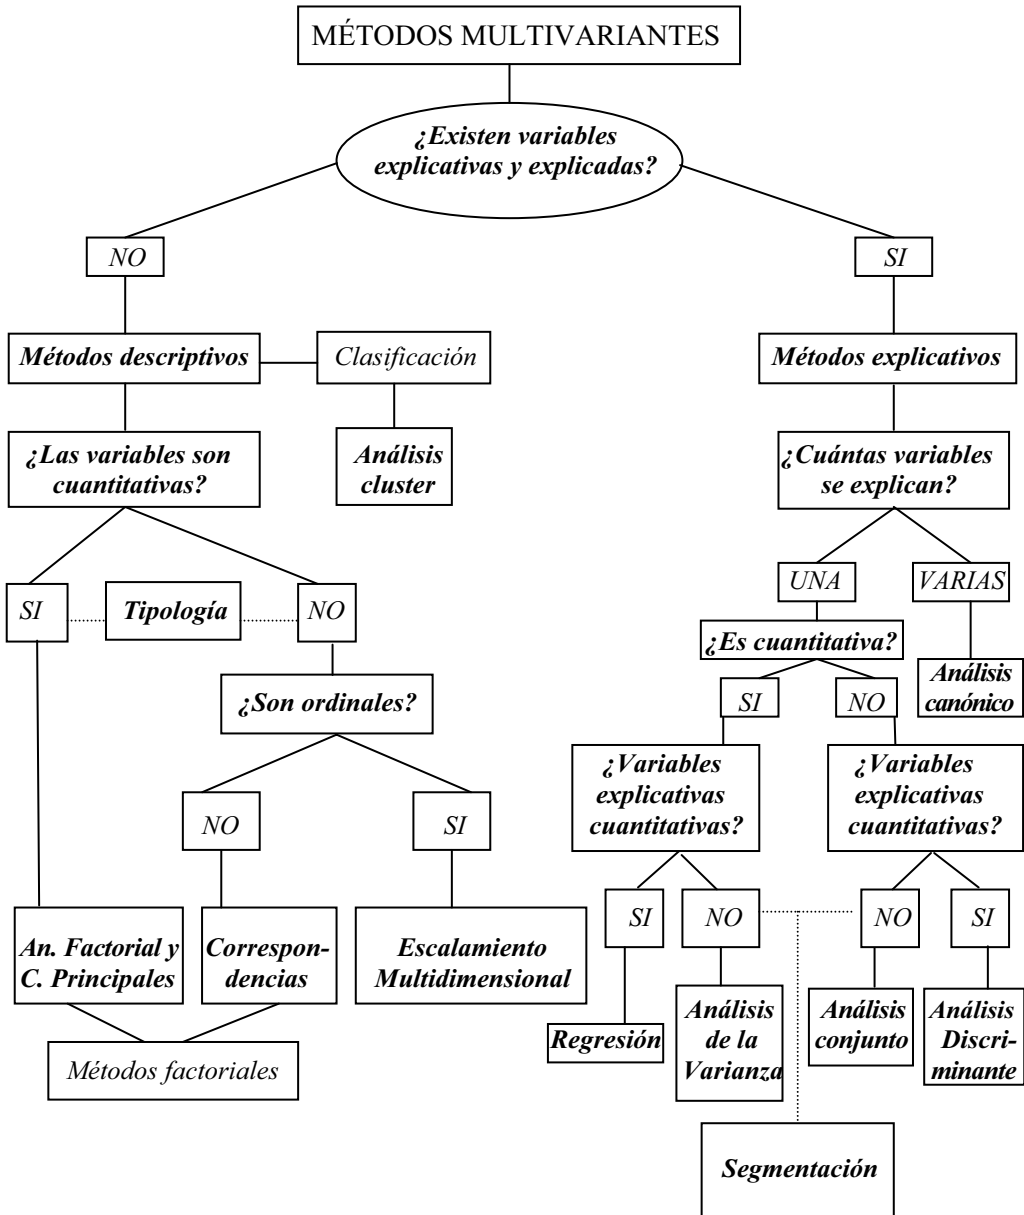 MÉTODOS MULTIVARIANTES
¿Existen variables
explicativas y explicadas?
NO
SI
Métodos descriptivos
Clasificación
Métodos explicativos
¿Las variables son
cuantitativas?
Análisis
cluster
¿Cuántas variables
se explican?
SI
Tipología
NO
UNA
VARIAS
¿Es cuantitativa?
Análisis
canónico
¿Son ordinales?
SI
NO
¿Variables
explicativas
cuantitativas?
¿Variables
explicativas
cuantitativas?
NO
SI
SI
NO
NO
SI
An. Factorial y
C. Principales
Correspon-
dencias
Escalamiento
Multidimensional
Regresión
Análisis
de la
Varianza
Análisis
conjunto
Análisis
Discri-
minante
Métodos factoriales
Segmentación